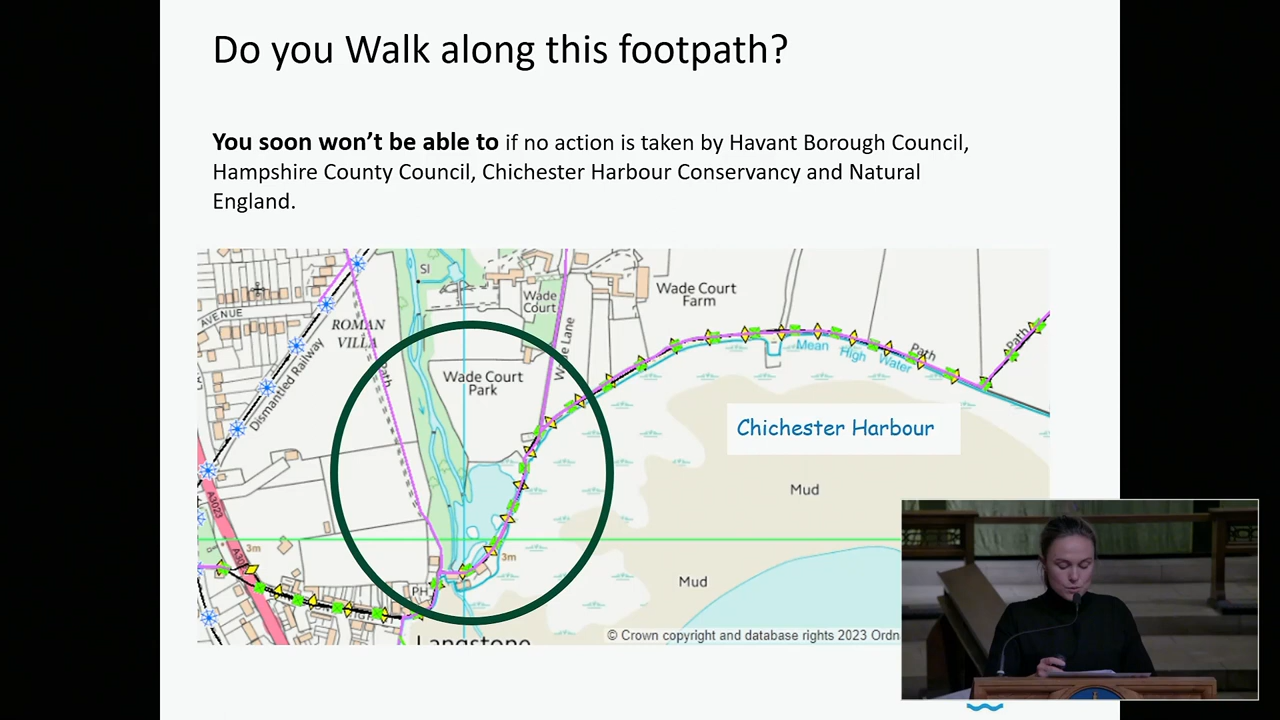 Do you Walk along this footpath?
You soon won't be able to if no action is taken by Havant Borough Council,
Hampshire County Council, Chichester Harbour Conservancy and Natural
England.
SI
Wade
Court
Wade Court
Farm
AVENUE
ROMAN
VILLA
Path
Dismantled Railway
Wade Lane
Wade Court
Park
Mean High Water
Path
Path
Chichester Harbour
Mud
A3023
3m
3m
Mud
PH
Langstone
© Crown copyright and database rights 2023 Ordn